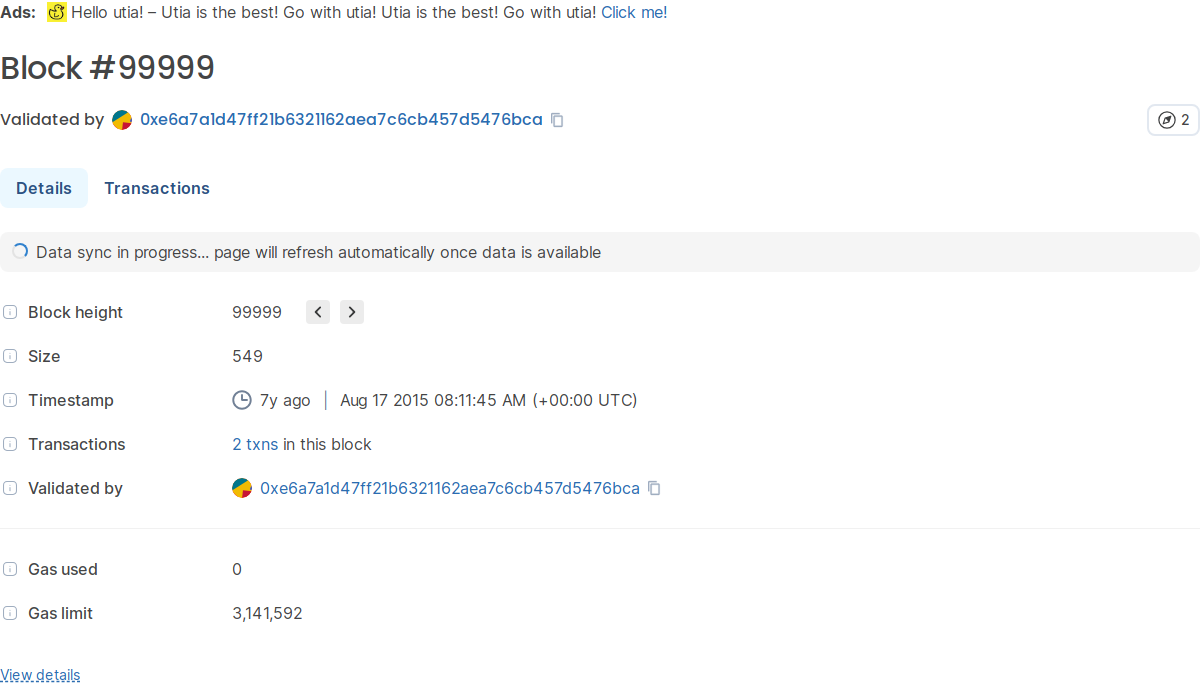 Ads: Hello utia! – Utia is the best! Go with utia! Utia is the best! Go with utia! Click me!
Block #99999
Validated by 0xe6a7a1d47ff21b6321162aea7c6cb457d5476bca 2
Details Transactions
Data sync in progress... page will refresh automatically once data is available
Block height 99999
Size 549
Timestamp 7y ago | Aug 17 2015 08:11:45 AM (+00:00 UTC)
Transactions 2 txns in this block
Validated by 0xe6a7a1d47ff21b6321162aea7c6cb457d5476bca
Gas used 0
Gas limit 3,141,592
View details